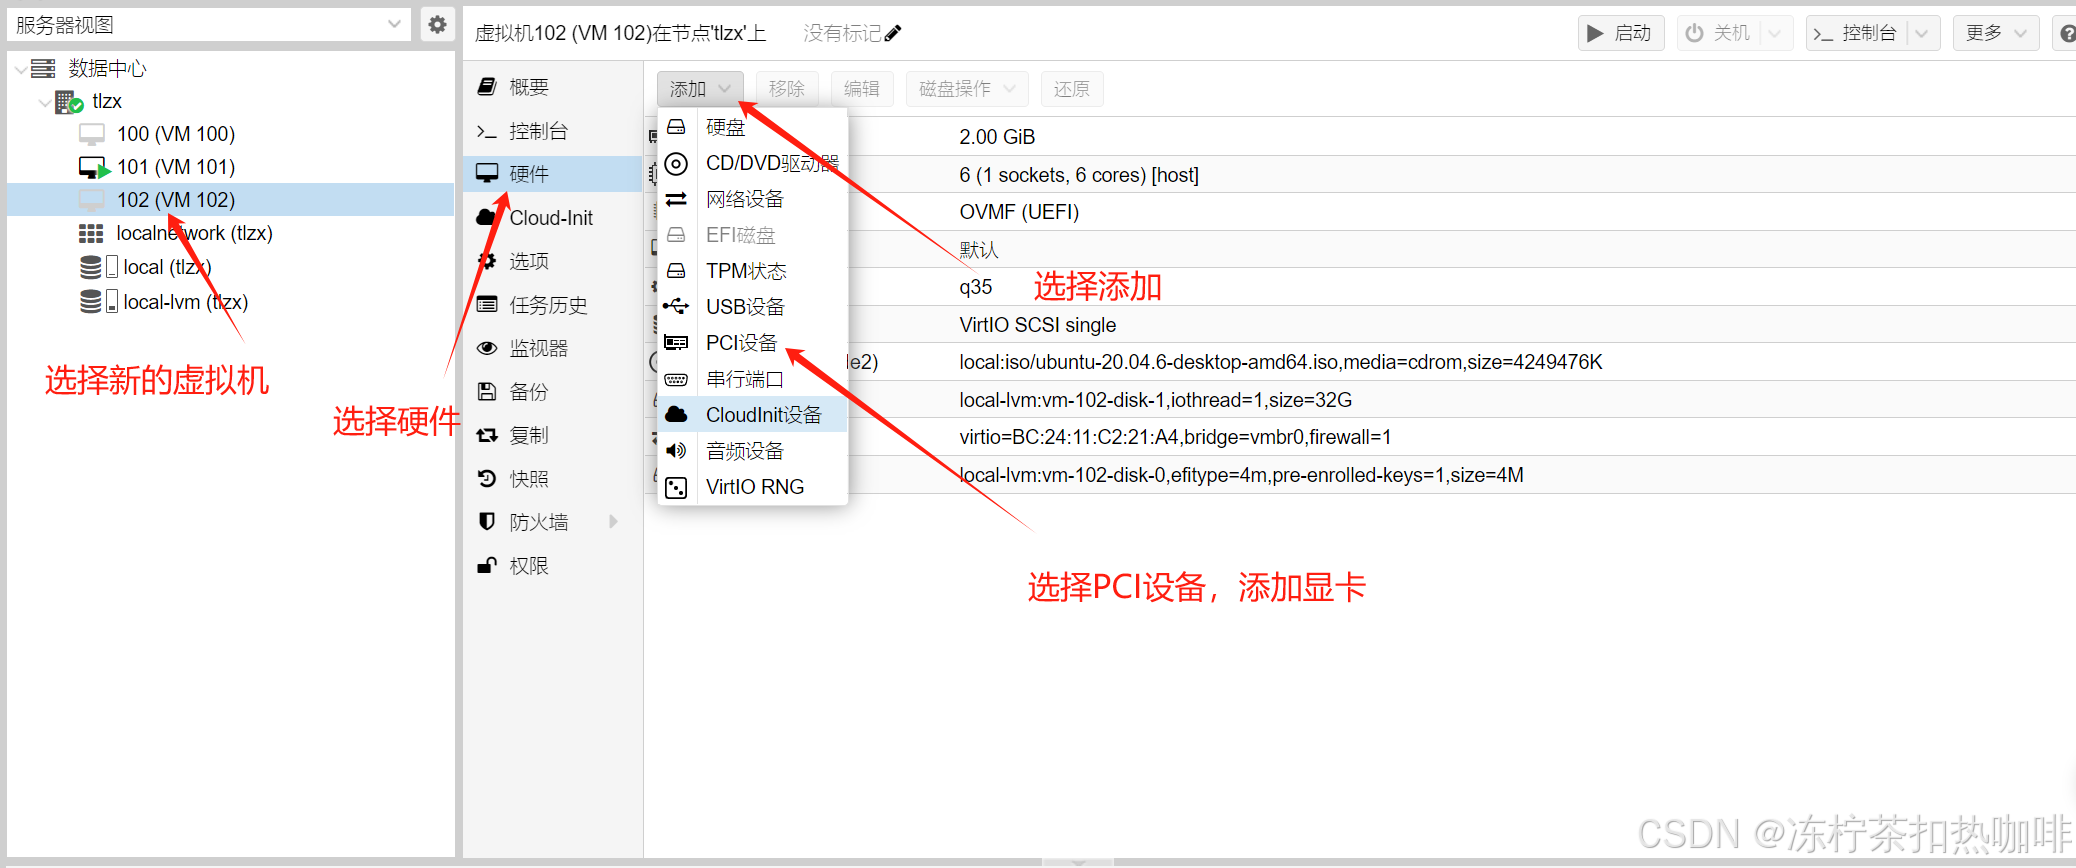 服务器视图
虚拟机102 (VM 102)在节点'tlzx'上
没有标记
启动
关机
控制台
更多
数据中心
tlzx
100 (VM 100)
101 (VM 101)
102 (VM 102)
localnetwork (tlzx)
local (tlzx)
local-lvm (tlzx)
选择新的虚拟机
概要
控制台
硬件
Cloud-Init
选项
任务历史
监视器
备份
复制
快照
防火墙
权限
选择硬件
添加
移除
编辑
磁盘操作
还原
硬盘
CD/DVD驱动器
网络设备
EFI磁盘
TPM状态
USB设备
PCI设备
串行端口
CloudInit设备
音频设备
VirtIO RNG
2.00 GiB
6 (1 sockets, 6 cores) [host]
OVMF (UEFI)
默认
q35
选择添加
VirtIO SCSI single
le2)
local:iso/ubuntu-20.04.6-desktop-amd64.iso,media=cdrom,size=4249476K
local-lvm:vm-102-disk-1,iothread=1,size=32G
virtio=BC:24:11:C2:21:A4,bridge=vmbr0,firewall=1
local-lvm:vm-102-disk-0,efitype=4m,pre-enrolled-keys=1,size=4M
选择PCI设备，添加显卡
CSDN @冻柠茶扣热咖啡